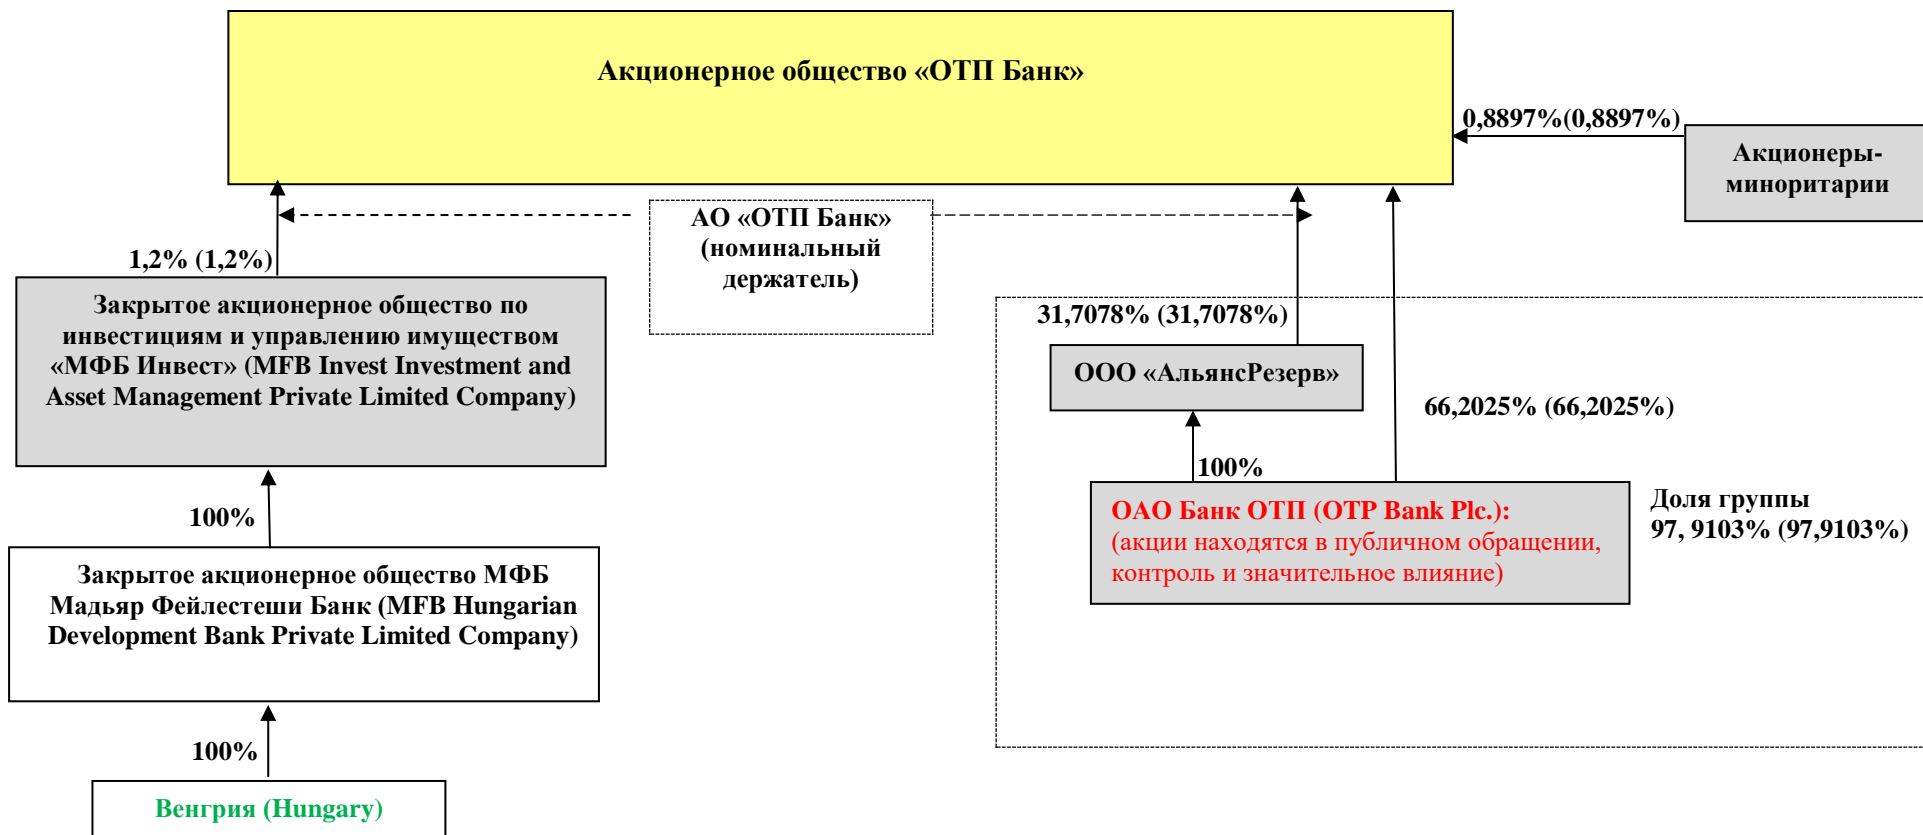 Акционерное общество «ОТП Банк»
0,8897%(0,8897%)
Акционеры-
миноритарии
АО «ОТП Банк»
(номинальный
держатель)
1,2% (1,2%)
Закрытое акционерное общество по
инвестициям и управлению имуществом
«МФБ Инвест» (MFB Invest Investment and
Asset Management Private Limited Company)
31,7078% (31,7078%)
ООО «АльянсРезерв»
66,2025% (66,2025%)
100%
ОАО Банк ОТП (OTP Bank Plc.):
(акции находятся в публичном обращении,
контроль и значительное влияние)
Доля группы
97, 9103% (97,9103%)
100%
Закрытое акционерное общество МФБ
Мадьяр Фейлестеши Банк (MFB Hungarian
Development Bank Private Limited Company)
100%
Венгрия (Hungary)